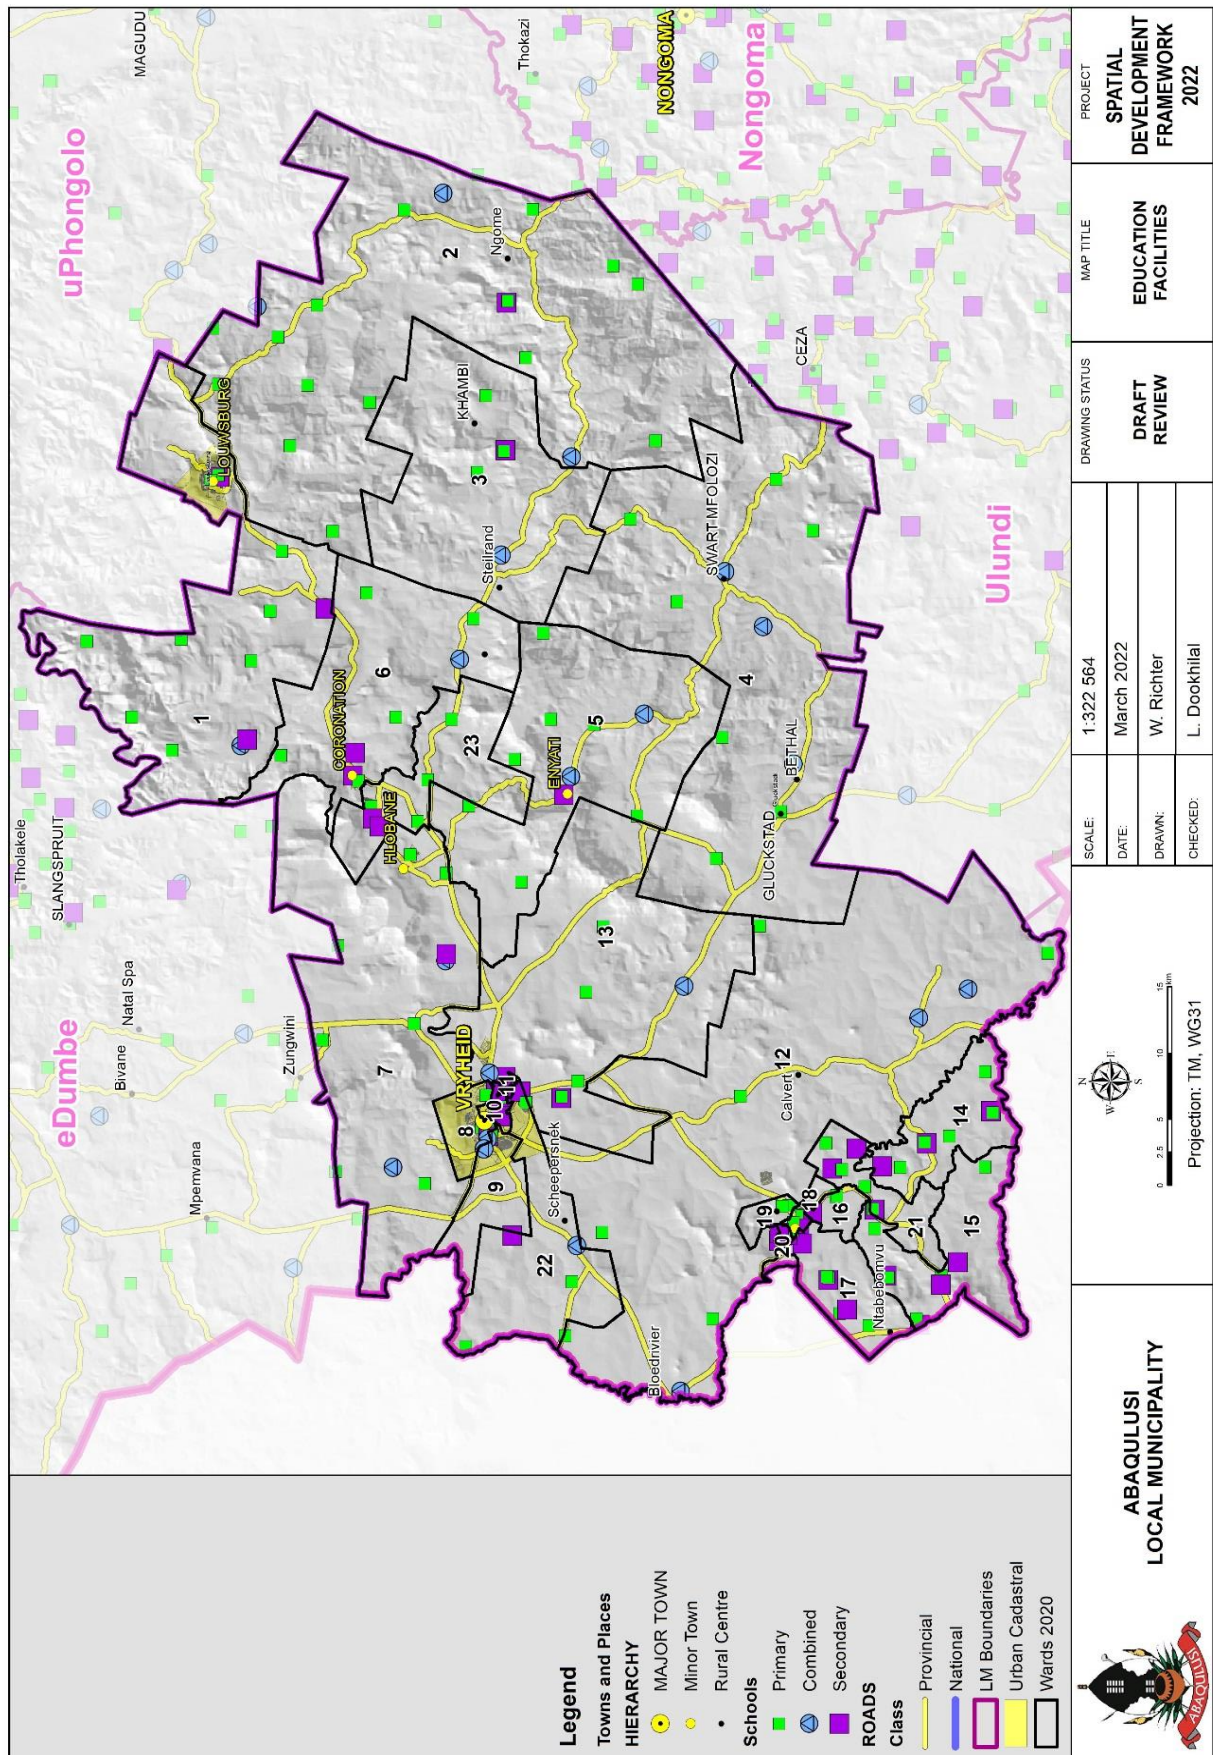 MAGUDU
uPhongolo
Tholakele
SLANGSPRUIT
Natal Spa
Bivane
eDumbe
Zungwini
Mpemvana
Thokazi
NONGOMA
Nongoma
LOUWSBURG
2
Ngome
KHAMBI
3
Steilrand
1
CORONATION
6
HLOBANE
23
ENYATI
5
SWART MFOLOZI
4
CEZA
Ulundi
BETHAL
GLUCKSTAD
Gluckstadt
13
7
VRYHEID
8
10
11
9
Scheepersnek
22
Bloedrivier
Calvert
12
14
19
18
20
16
21
15
17
Ntabebomvu
Legend
Towns and Places
HIERARCHY
MAJOR TOWN
Minor Town
Rural Centre
Schools
Primary
Combined
Secondary
ROADS
Class
Provincial
National
LM Boundaries
Urban Cadastral
Wards 2020
ABAQULUSI
ABAQULUSI
LOCAL MUNICIPALITY
N
W
E
S
0 2.5 5 10 15
km
Projection: TM, WG31
SCALE: 1:322 564
DATE: March 2022
DRAWN: W. Richter
CHECKED: L. Dookhilal
DRAWING STATUS
DRAFT
REVIEW
MAP TITLE
EDUCATION
FACILITIES
PROJECT
SPATIAL
DEVELOPMENT
FRAMEWORK
2022